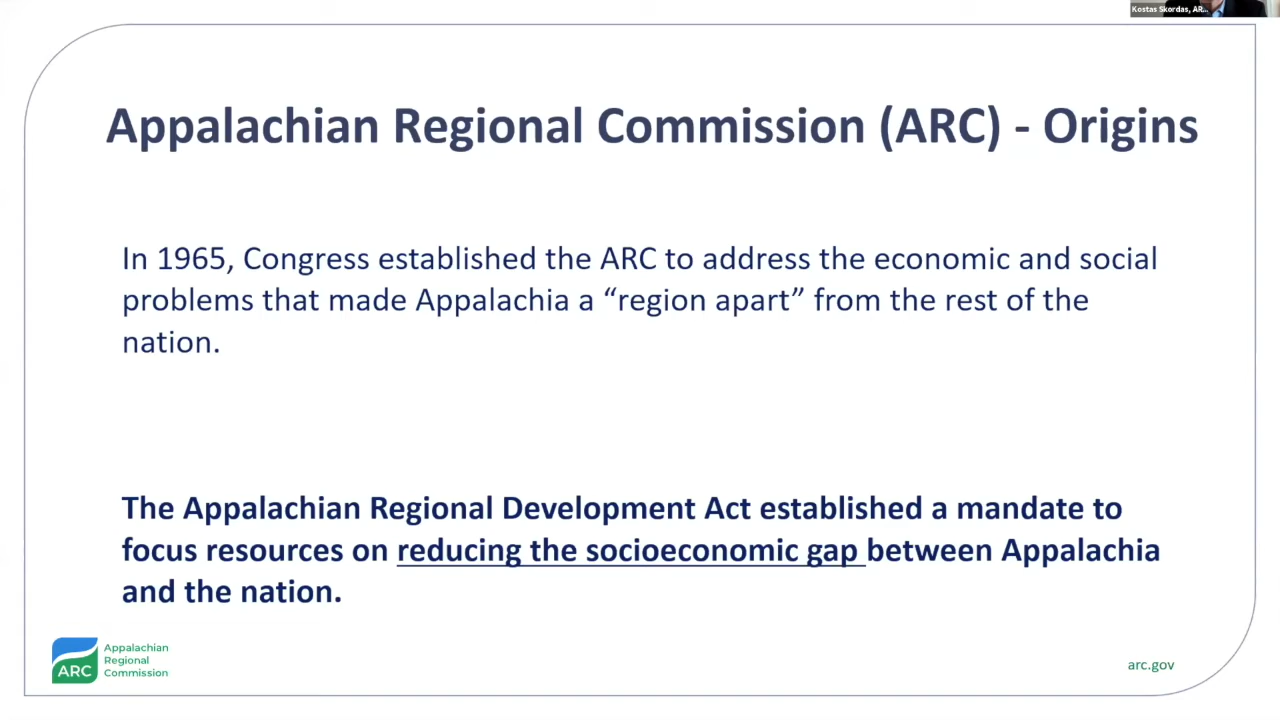 Kostas Skordas, AR...
Appalachian Regional Commission (ARC) - Origins
In 1965, Congress established the ARC to address the economic and social
problems that made Appalachia a “region apart” from the rest of the
nation.
The Appalachian Regional Development Act established a mandate to
focus resources on reducing the socioeconomic gap between Appalachia
and the nation.
ARC
Appalachian
Regional
Commission
arc.gov